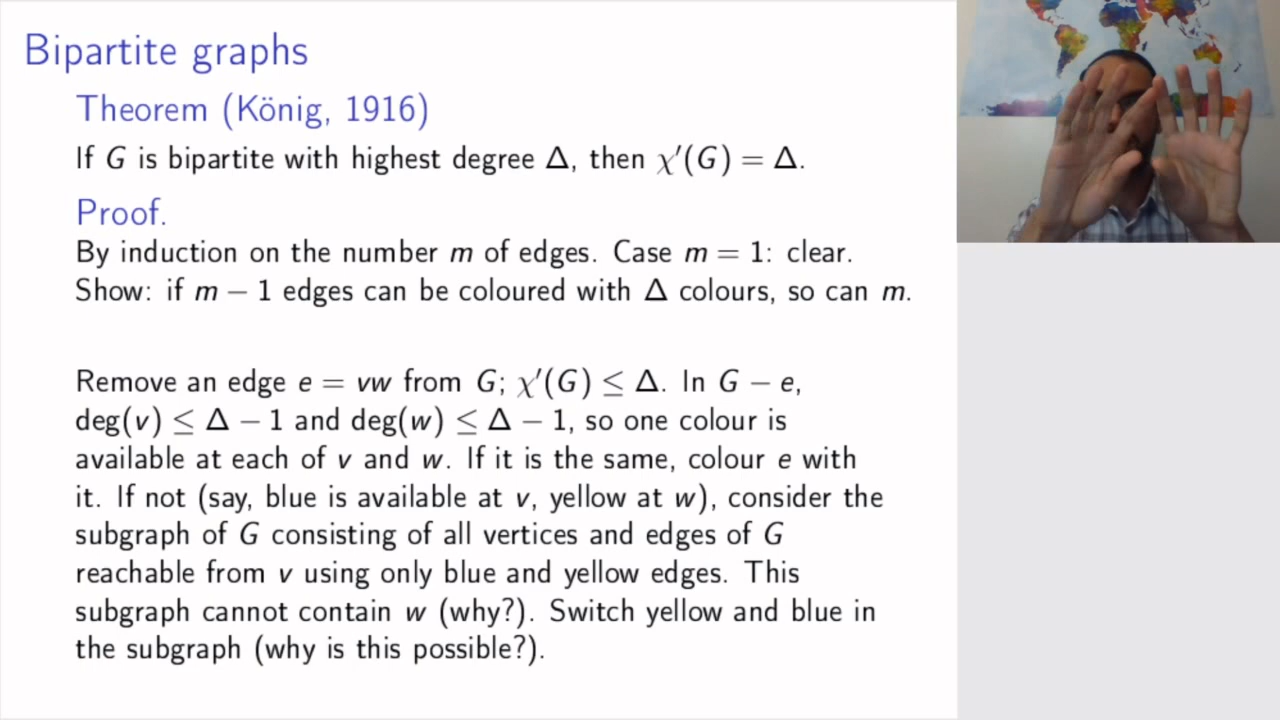 Bipartite graphs
Theorem (König, 1916)
If G is bipartite with highest degree Δ, then χ′(G) = Δ.
Proof.
By induction on the number m of edges. Case m = 1: clear.
Show: if m − 1 edges can be coloured with Δ colours, so can m.
Remove an edge e = vw from G; χ′(G) ≤ Δ. In G − e,
deg(v) ≤ Δ − 1 and deg(w) ≤ Δ − 1, so one colour is
available at each of v and w. If it is the same, colour e with
it. If not (say, blue is available at v, yellow at w), consider the
subgraph of G consisting of all vertices and edges of G
reachable from v using only blue and yellow edges. This
subgraph cannot contain w (why?). Switch yellow and blue in
the subgraph (why is this possible?).